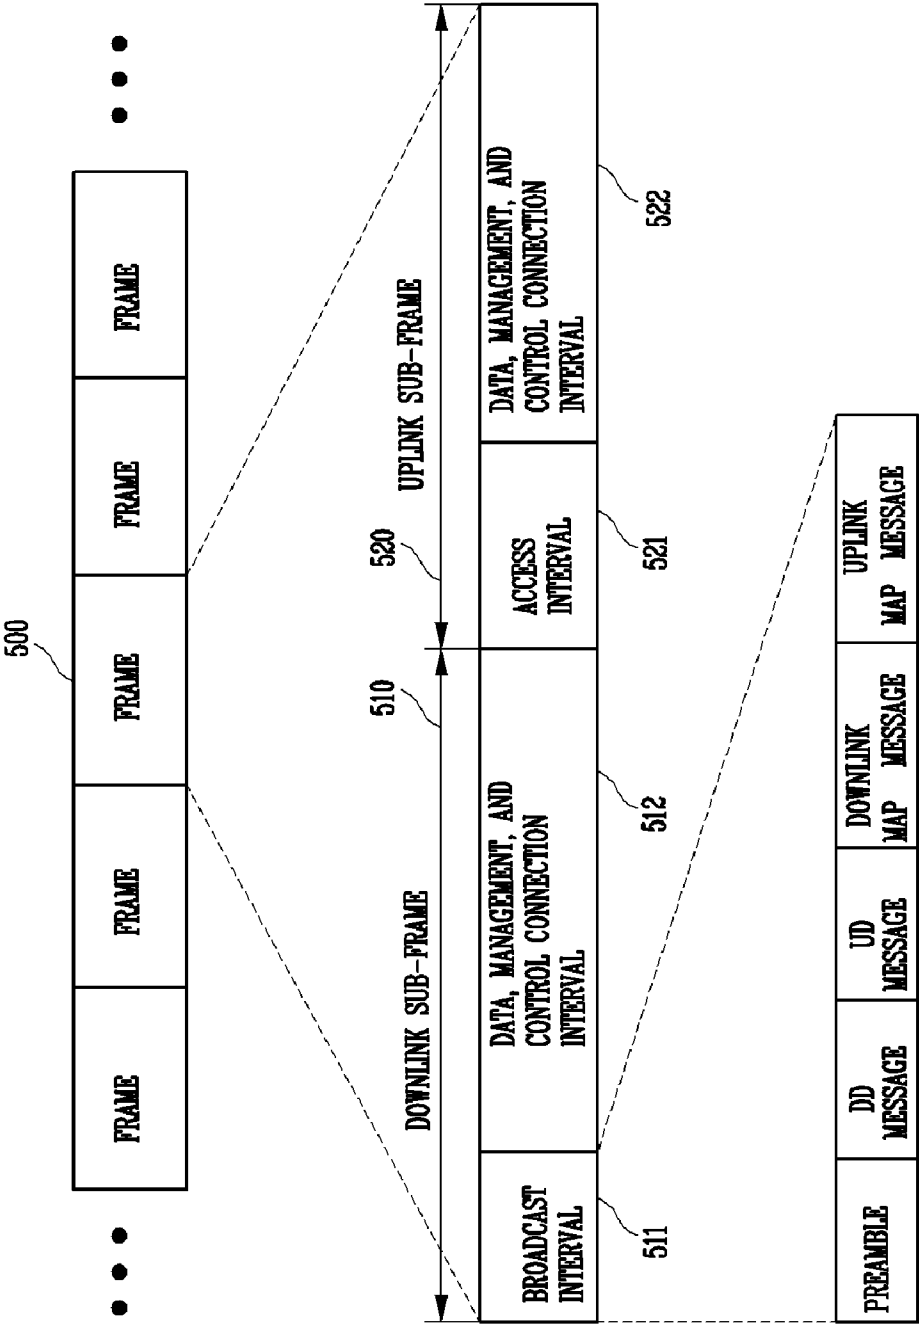 500
FRAME
FRAME
FRAME
FRAME
FRAME
510
520
DOWNLINK SUB-FRAME
UPLINK SUB-FRAME
BROADCAST
INTERVAL
DATA, MANAGEMENT, AND
CONTROL CONNECTION
INTERVAL
ACCESS
INTERVAL
DATA, MANAGEMENT, AND
CONTROL CONNECTION
INTERVAL
511
512
521
522
PREAMBLE
DD
MESSAGE
UD
MESSAGE
DOWNLINK
MAP MESSAGE
UPLINK
MAP MESSAGE